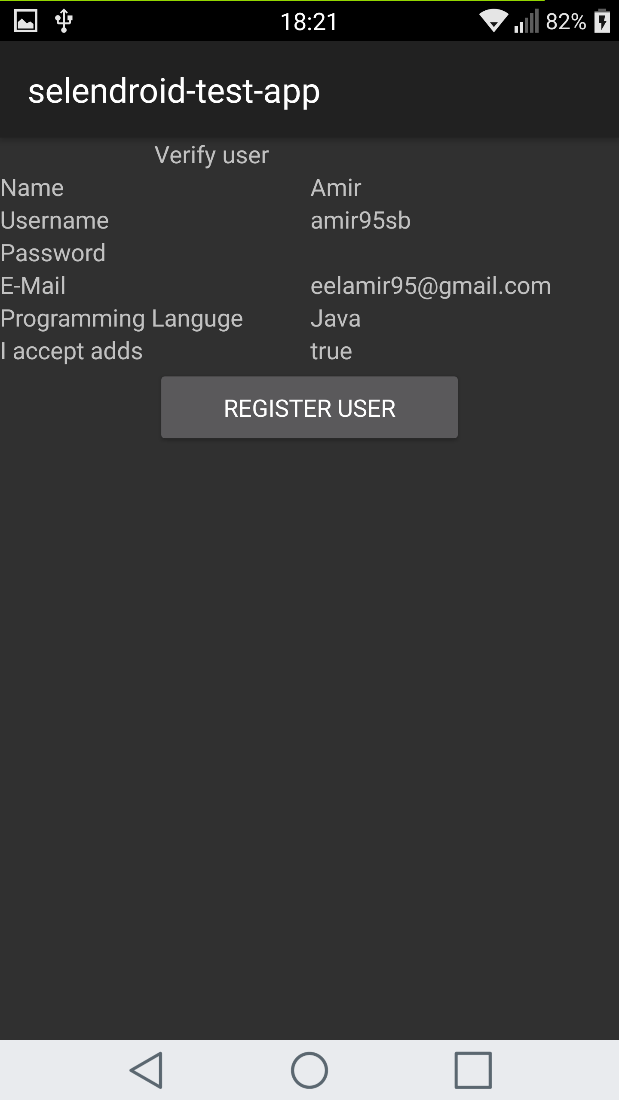 18:21 82%
selendroid-test-app
Verify user
Name Amir
Username amir95sb
Password
E-Mail eelamir95@gmail.com
Programming Languge Java
I accept adds true
REGISTER USER